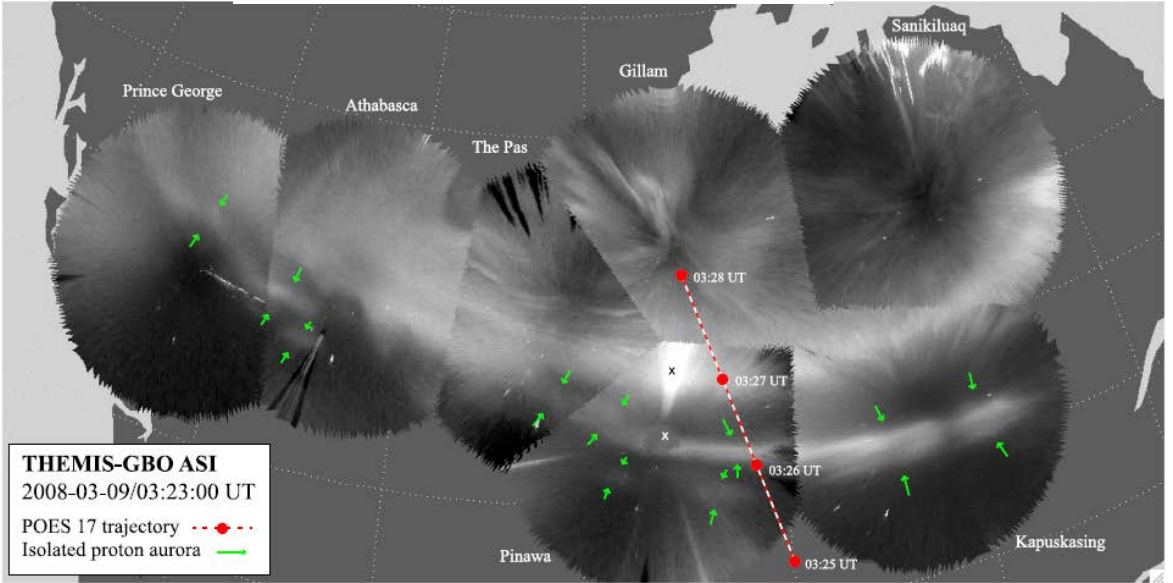 Sanikiluaq
Gillam
Prince George
Athabasca
The Pas
03:28 UT
x
03:27 UT
x
03:26 UT
THEMIS-GBO ASI
2008-03-09/03:23:00 UT
POES 17 trajectory
Isolated proton aurora
Pinawa
03:25 UT
Kapuskasing